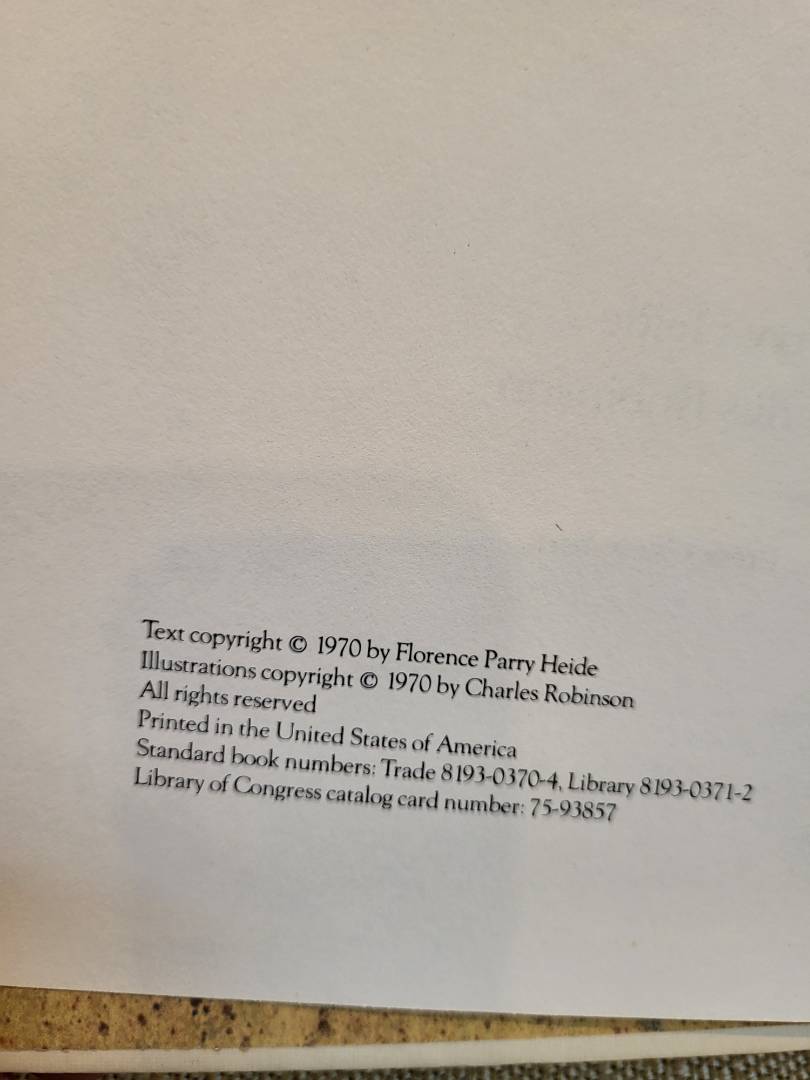 Text copyright © 1970 by Florence Parry Heide
Illustrations copyright © 1970 by Charles Robinson
All rights reserved
Printed in the United States of America
Standard book numbers: Trade 8193-0370-4, Library 8193-0371-2
Library of Congress catalog card number: 75-93857